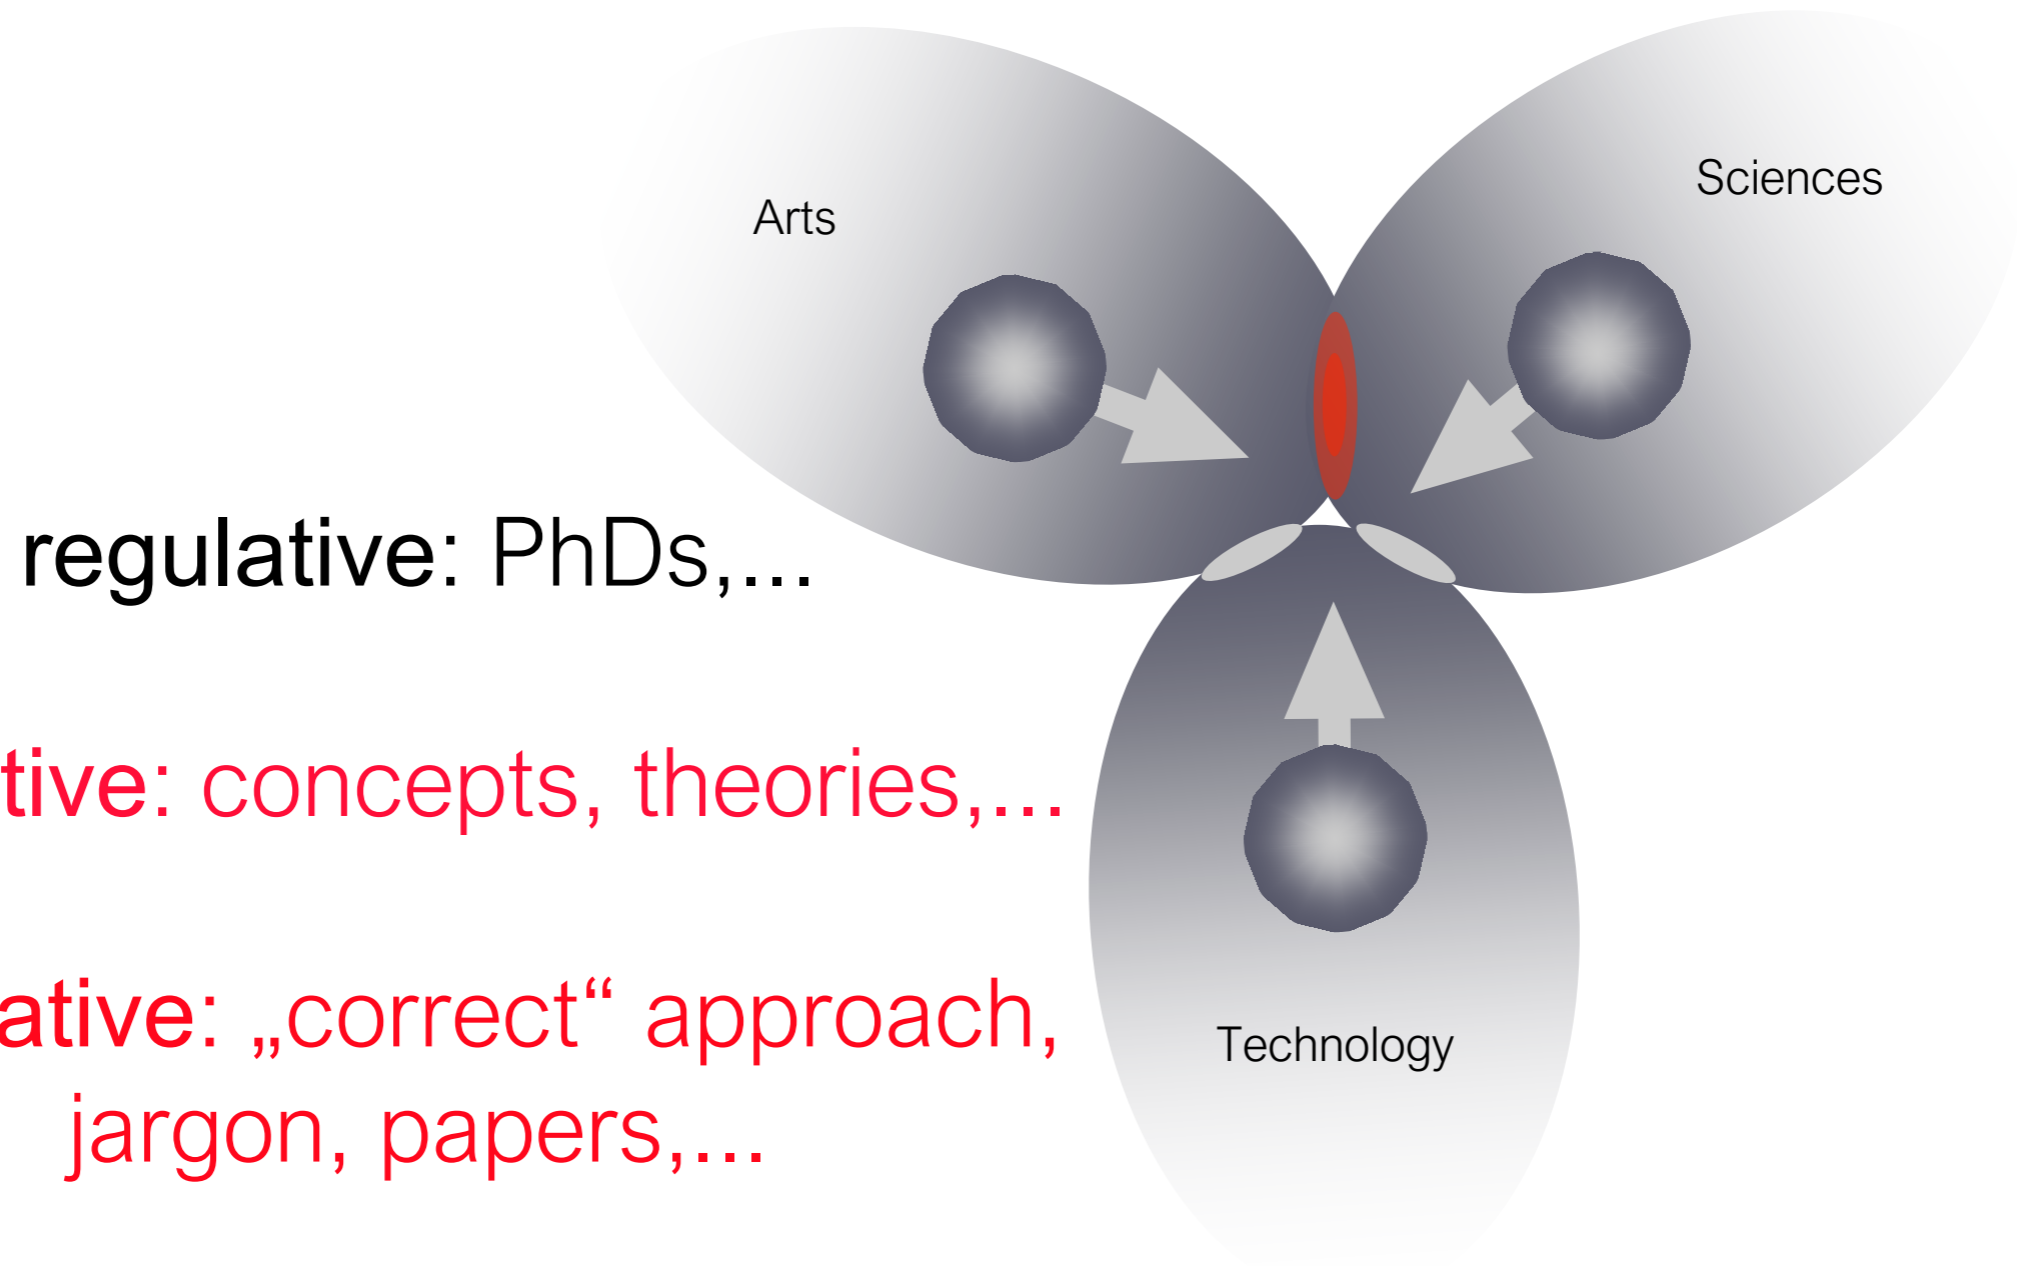 Sciences
Arts
regulative: PhDs,...
tive: concepts, theories,...
ative: „correct“ approach,
jargon, papers,...
Technology